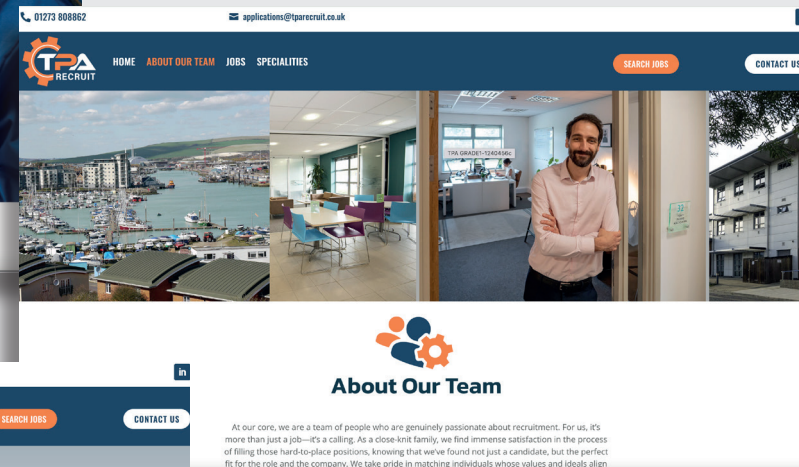 01273 808862
applications@tparecruit.co.uk
TPA
RECRUIT
HOME ABOUT OUR TEAM JOBS SPECIALITIES
SEARCH JOBS
CONTACT US
TPA GRADE1-1240456c
About Our Team
At our core, we are a team of people who are genuinely passionate about recruitment. For us, it's
more than just a job—it's a calling. As a close-knit family, we find immense satisfaction in the process
of filling those hard-to-place positions, knowing that we've found not just a candidate, but the perfect
fit for the role and the company. We take pride in matching individuals whose values and ideals align
in
SEARCH JOBS
CONTACT US